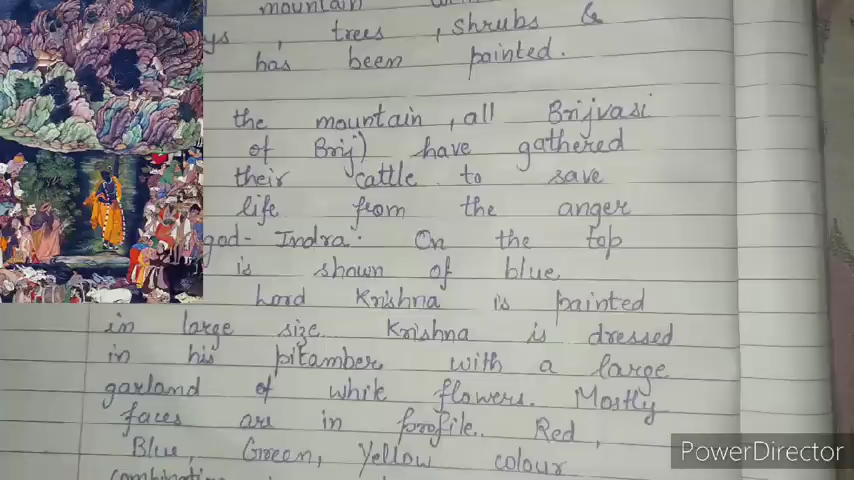 mountain
ys, trees, shrubs &
has been painted.
the mountain, all Brijvasi
of Brij) have gathered
their cattle to save
life from the anger
god- Indra. On the top
is shown of blue
Lord Krishna is painted
in large size. Krishna is dressed
in his pitamber with a large
garland of white flowers. Mostly
faces are in profile. Red,
Blue, Green, Yellow colour
PowerDirector